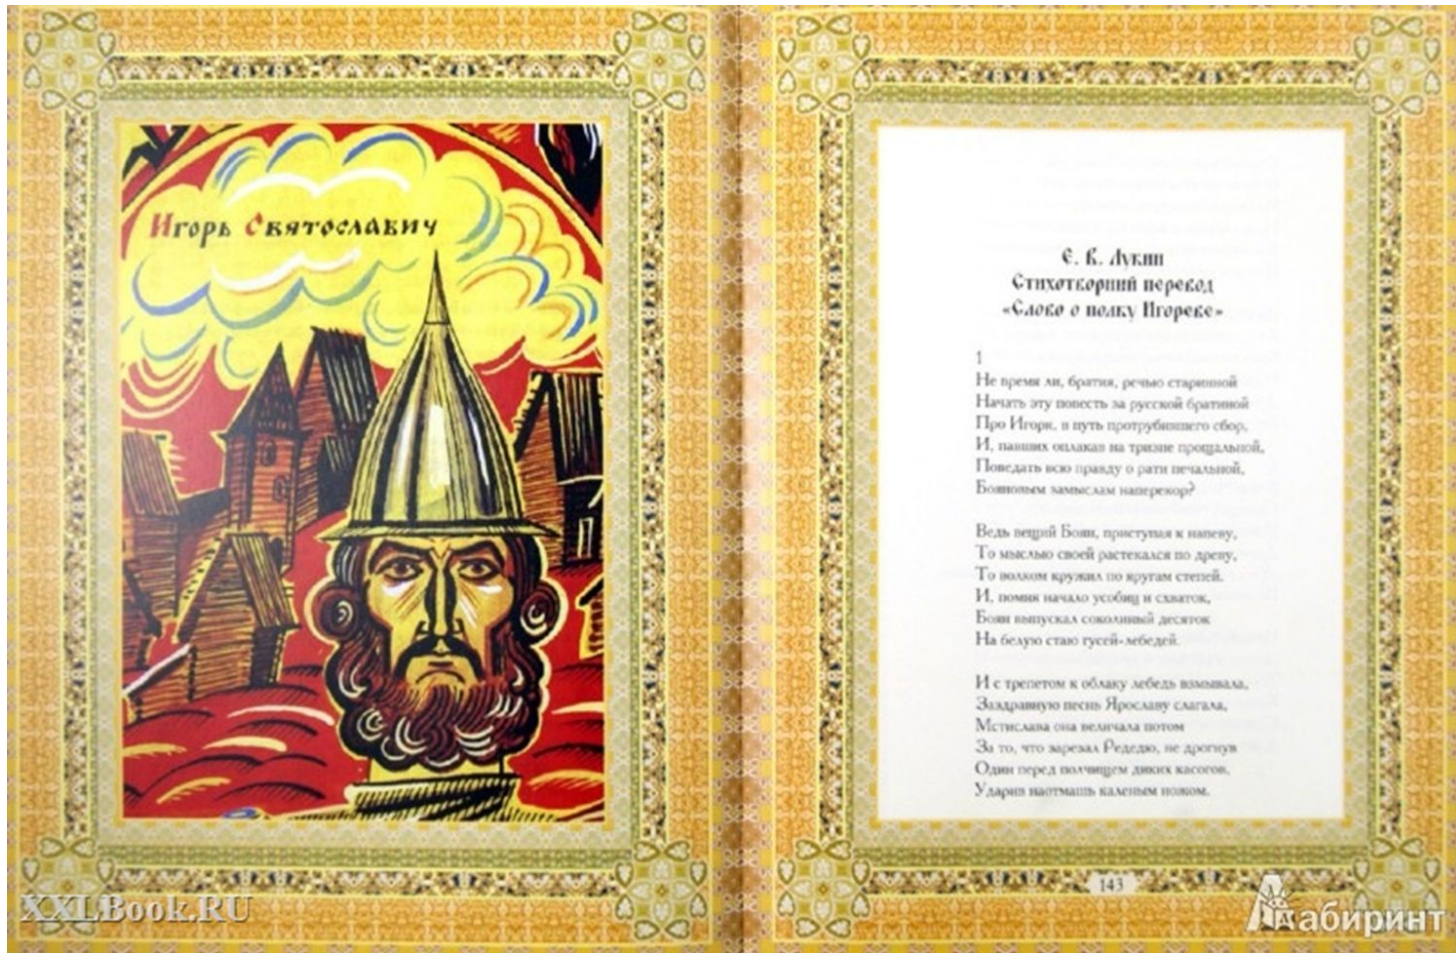 Игорь Святославич
Е. В. Лукин
Стихотворний перевод
«Слово о полку Игореве»
1
Не время ли, братия, речью старинной
Начать эту повесть за русской братиной
Про Игоря, в путь протрубившего сбор,
И, павших оплакав на тризне прощальной,
Поведать всю правду о рати печальной,
Бояновым замыслам наперекор?
Ведь вещий Боян, приступая к напеву,
То мыслью своей растекался по древу,
То волком кружил по кругам степей.
И, помня начало усобиц и схваток,
Боян выпускал соколиный десяток
На белую стаю гусей-лебедей.
И с трепетом к облаку лебедь взмывала,
Заздравную песнь Ярославу слагала,
Мстислава она величала потом
За то, что зарезал Редедю, не дрогнув
Один перед полчищем диких касогов,
Ударив наотмашь каленым ножом.
143
XXLBook.RU
Лабиринт